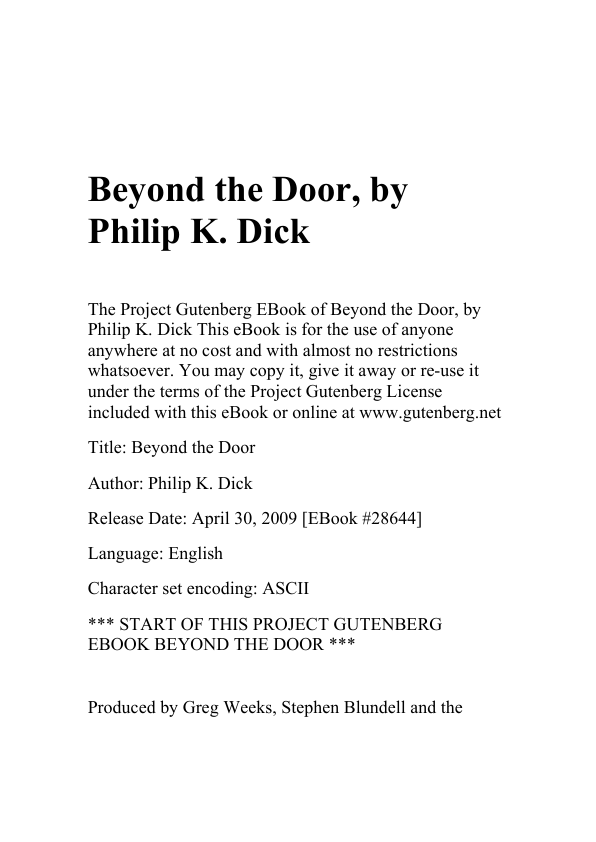 Beyond the Door, by
Philip K. Dick
The Project Gutenberg EBook of Beyond the Door, by
Philip K. Dick This eBook is for the use of anyone
anywhere at no cost and with almost no restrictions
whatsoever. You may copy it, give it away or re-use it
under the terms of the Project Gutenberg License
included with this eBook or online at www.gutenberg.net
Title: Beyond the Door
Author: Philip K. Dick
Release Date: April 30, 2009 [EBook #28644]
Language: English
Character set encoding: ASCII
*** START OF THIS PROJECT GUTENBERG
EBOOK BEYOND THE DOOR ***
Produced by Greg Weeks, Stephen Blundell and the